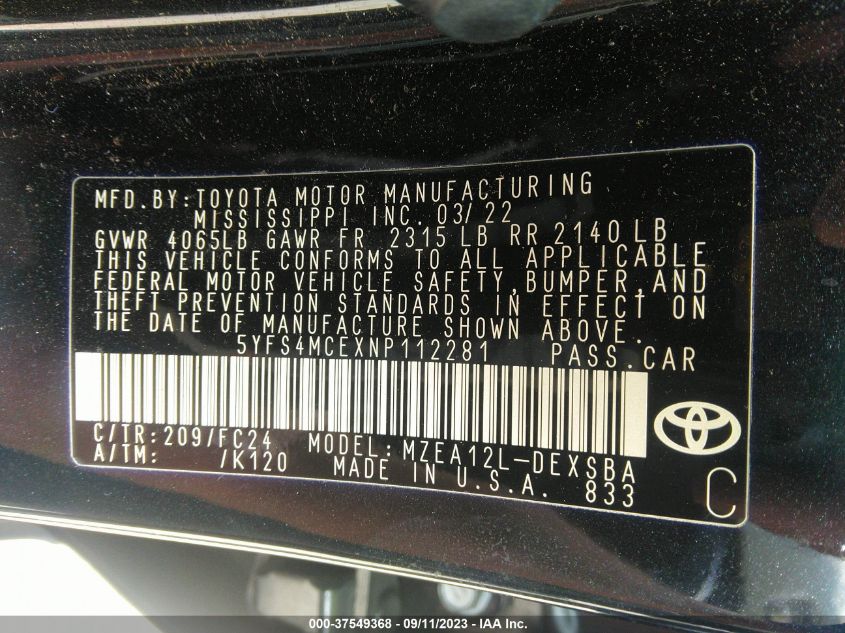 MFD.BY:TOYOTA MOTOR MANUFACTURING
MISSISSIPPI INC. 03/22
GVWR 4065LB GAWR FR 2315 LB RR 2140 LB
THIS VEHICLE CONFORMS TO ALL APPLICABLE
FEDERAL MOTOR VEHICLE SAFETY,BUMPER,AND
THEFT PREVENTION STANDARDS IN EFFECT ON
THE DATE OF MANUFACTURE SHOWN ABOVE.
5YFS4MCEXNP112281 PASS.CAR
C/TR:209/FC24 MODEL:MZEA12L-DEXSBA
A/TM: /K120 MADE IN U.S.A. 833
C
000-37549368 - 09/11/2023 - IAA Inc.